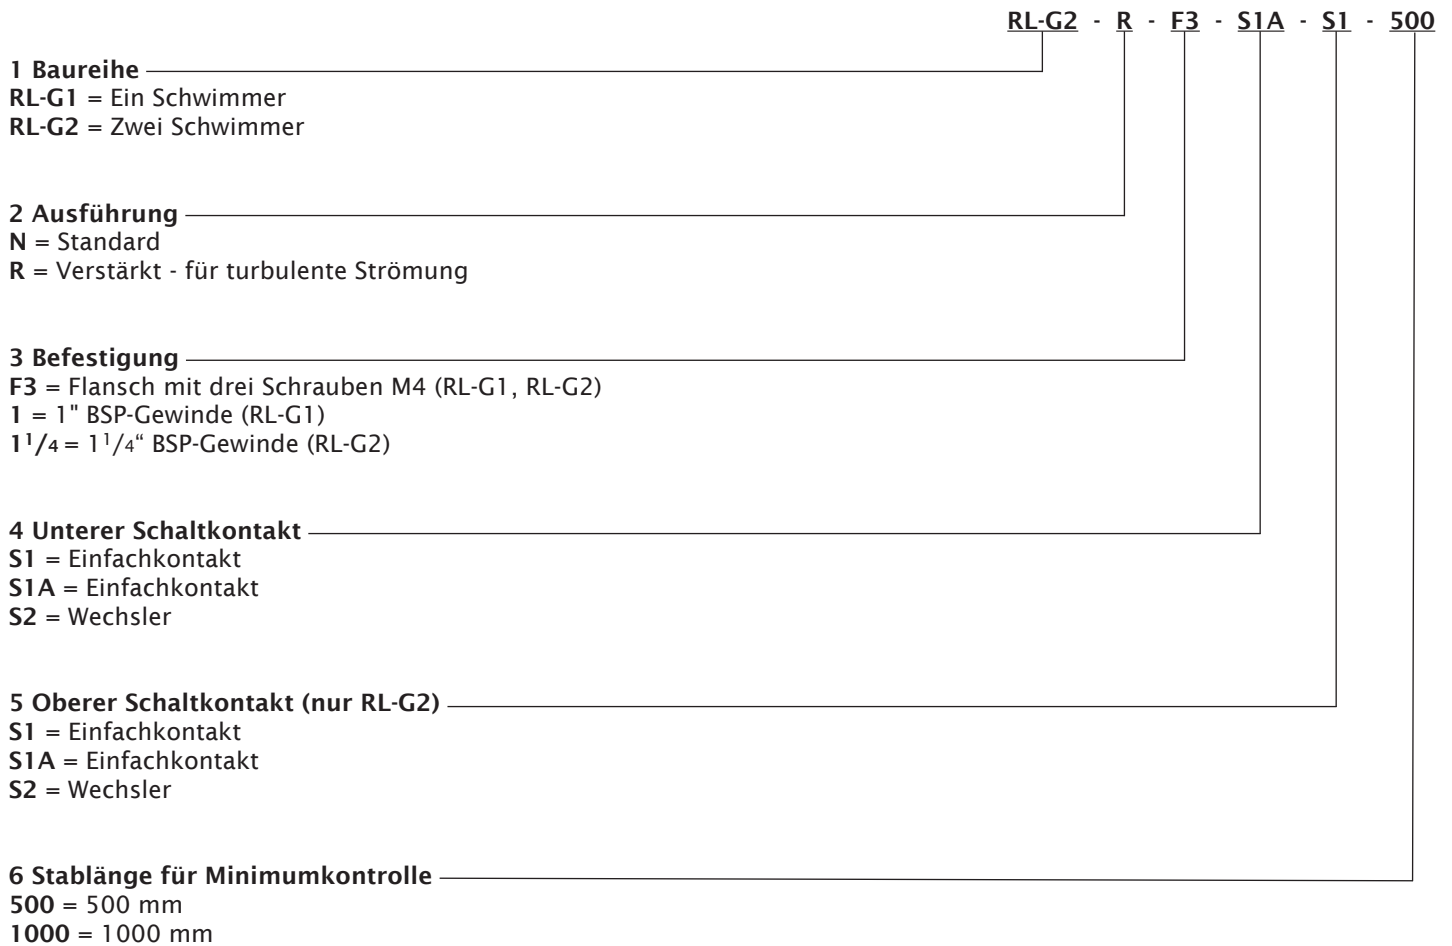 RL-G2 - R - F3 - S1A - S1 - 500
1 Baureihe
RL-G1 = Ein Schwimmer
RL-G2 = Zwei Schwimmer
2 Ausführung
N = Standard
R = Verstärkt - für turbulente Strömung
3 Befestigung
F3 = Flansch mit drei Schrauben M4 (RL-G1, RL-G2)
1 = 1" BSP-Gewinde (RL-G1)
1¹/₄ = 1¹/₄“ BSP-Gewinde (RL-G2)
4 Unterer Schaltkontakt
S1 = Einfachkontakt
S1A = Einfachkontakt
S2 = Wechsler
5 Oberer Schaltkontakt (nur RL-G2)
S1 = Einfachkontakt
S1A = Einfachkontakt
S2 = Wechsler
6 Stablänge für Minimumkontrolle
500 = 500 mm
1000 = 1000 mm